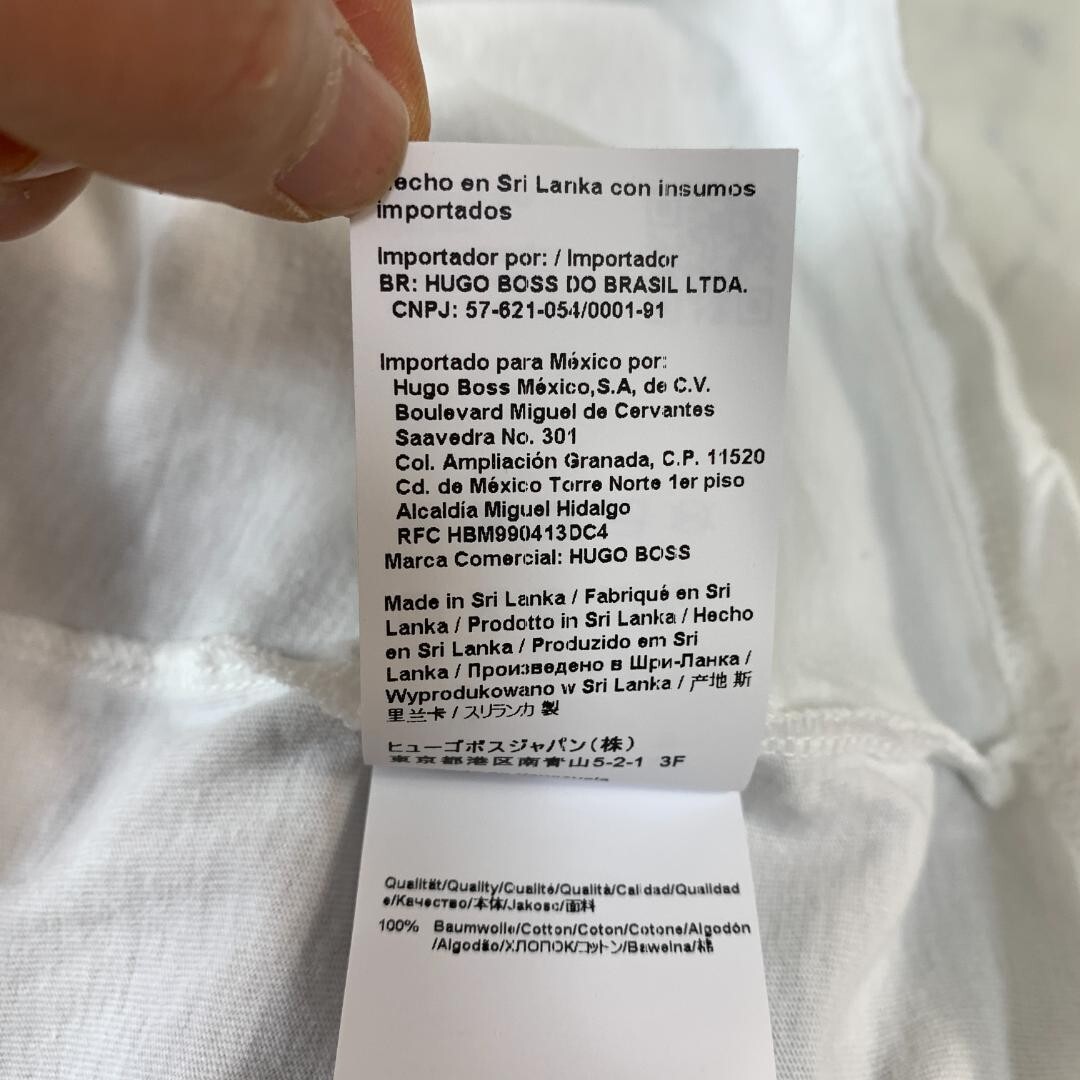 echo en Sri Lanka con insumos
importados
Importador por: / Importador
BR: HUGO BOSS DO BRASIL LTDA.
CNPJ: 57-621-054/0001-91
Importado para México por:
Hugo Boss México,S.A, de C.V.
Boulevard Miguel de Cervantes
Saavedra No. 301
Col. Ampliación Granada, C.P. 11520
Cd. de México Torre Norte 1er piso
Alcaldía Miguel Hidalgo
RFC HBM990413DC4
Marca Comercial: HUGO BOSS
Made in Sri Lanka / Fabriqué en Sri
Lanka / Prodotto in Sri Lanka / Hecho
en Sri Lanka / Produzido em Sri
Lanka / Произведено в Шри-Ланка /
Wyprodukowano w Sri Lanka / 产地 斯
里兰卡 / スリランカ 製
ヒューゴボスジャパン(株)
東京都港区南青山5-2-1 3F
Qualität/Quality/Qualité/Qualità/Calidad/Qualidad
e/Качество/本体/Jakosc/面料
100% Baumwolle/Cotton/Coton/Cotone/Algodón
/Algodão/ХЛОПОК/コットン/Bawelna/棉